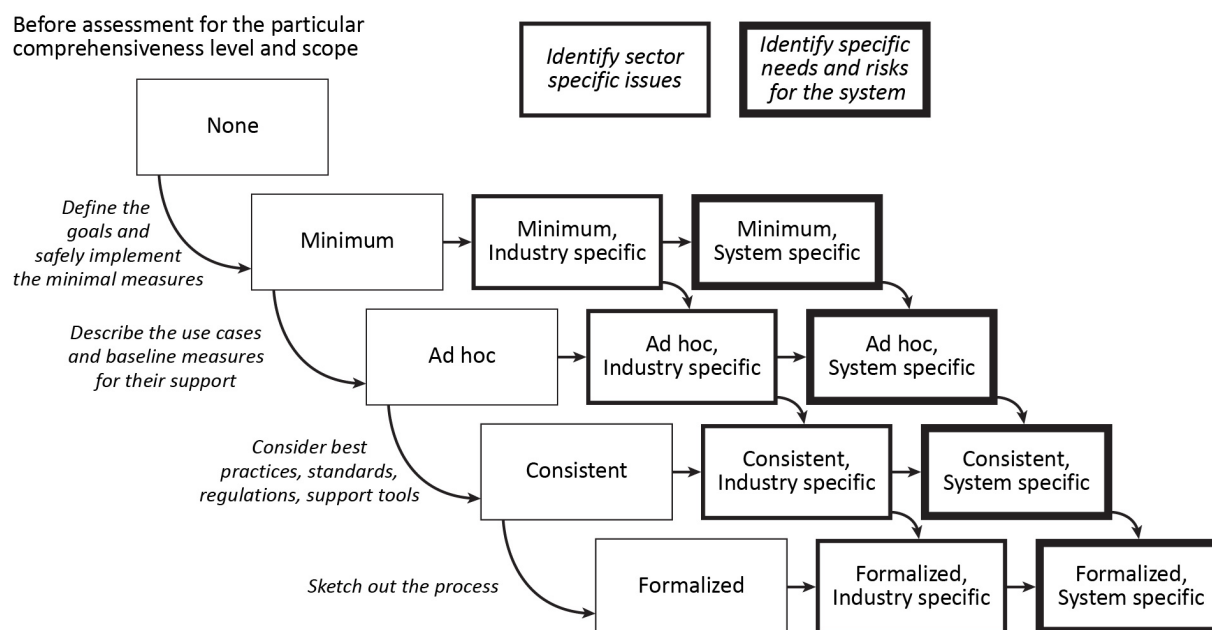 Before assessment for the particular
comprehensiveness level and scope
Identify sector
specific issues
Identify specific
needs and risks
for the system
None
Define the
goals and
safely implement
the minimal measures
Minimum
Minimum,
Industry specific
Minimum,
System specific
Describe the use cases
and baseline measures
for their support
Ad hoc
Ad hoc,
Industry specific
Ad hoc,
System specific
Consider best
practices, standards,
regulations, support tools
Consistent
Consistent,
Industry specific
Consistent,
System specific
Sketch out the process
Formalized
Formalized,
Industry specific
Formalized,
System specific